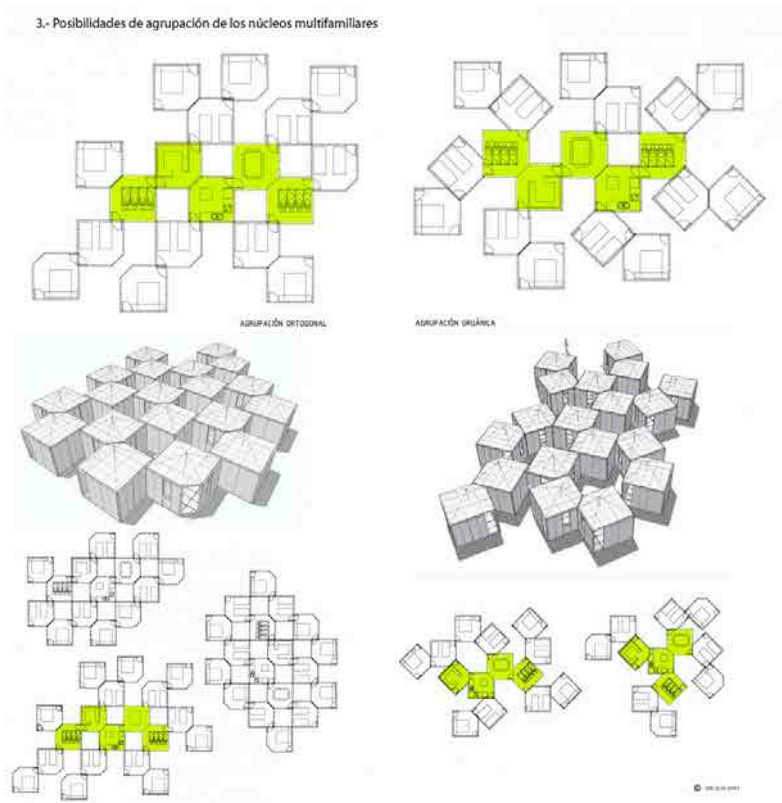 3.- Posibilidades de agrupación de los núcleos multifamiliares
AGRUPACIÓN ORTOGONAL
AGRUPACIÓN ORGÁNICA